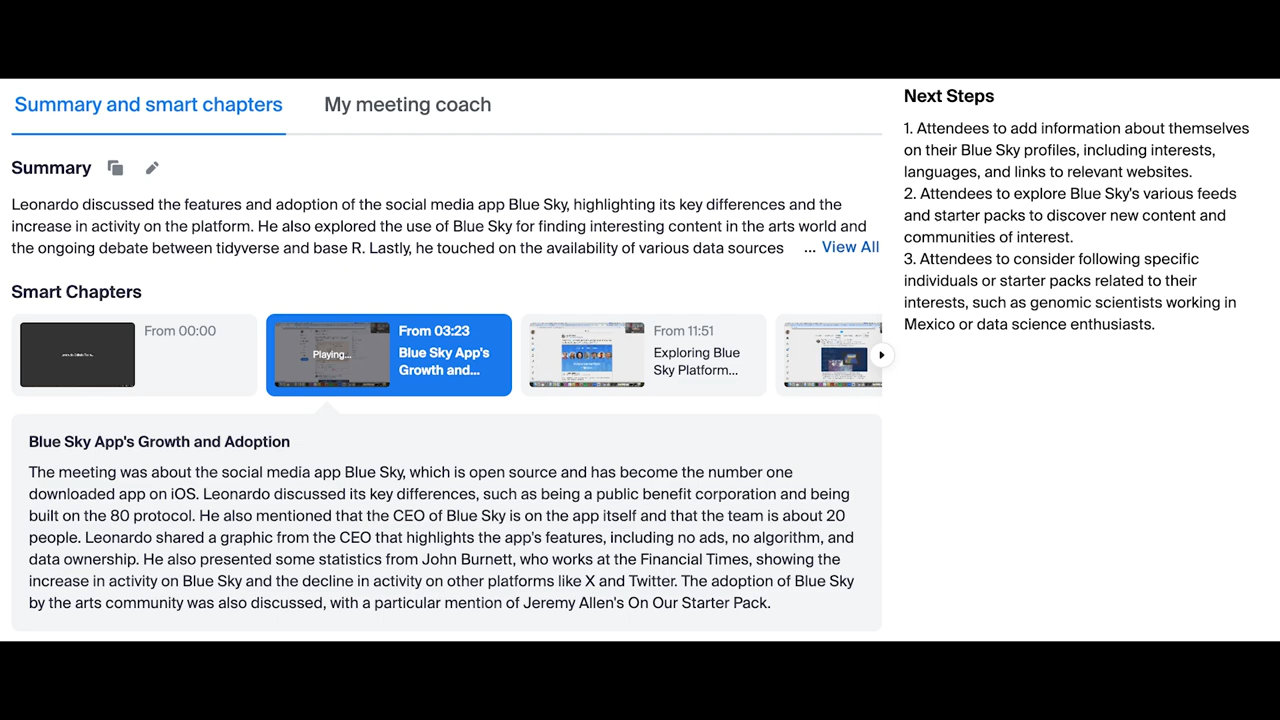 Summary and smart chapters
My meeting coach
Summary
Leonardo discussed the features and adoption of the social media app Blue Sky, highlighting its key differences and the
increase in activity on the platform. He also explored the use of Blue Sky for finding interesting content in the arts world and
the ongoing debate between tidyverse and base R. Lastly, he touched on the availability of various data sources ... View All
Smart Chapters
From 00:00
Playing...
From 03:23
Blue Sky App's
Growth and...
From 11:51
Exploring Blue
Sky Platform...
Blue Sky App's Growth and Adoption
The meeting was about the social media app Blue Sky, which is open source and has become the number one
downloaded app on iOS. Leonardo discussed its key differences, such as being a public benefit corporation and being
built on the 80 protocol. He also mentioned that the CEO of Blue Sky is on the app itself and that the team is about 20
people. Leonardo shared a graphic from the CEO that highlights the app's features, including no ads, no algorithm, and
data ownership. He also presented some statistics from John Burnett, who works at the Financial Times, showing the
increase in activity on Blue Sky and the decline in activity on other platforms like X and Twitter. The adoption of Blue Sky
by the arts community was also discussed, with a particular mention of Jeremy Allen's On Our Starter Pack.
Next Steps
1. Attendees to add information about themselves
on their Blue Sky profiles, including interests,
languages, and links to relevant websites.
2. Attendees to explore Blue Sky's various feeds
and starter packs to discover new content and
communities of interest.
3. Attendees to consider following specific
individuals or starter packs related to their
interests, such as genomic scientists working in
Mexico or data science enthusiasts.